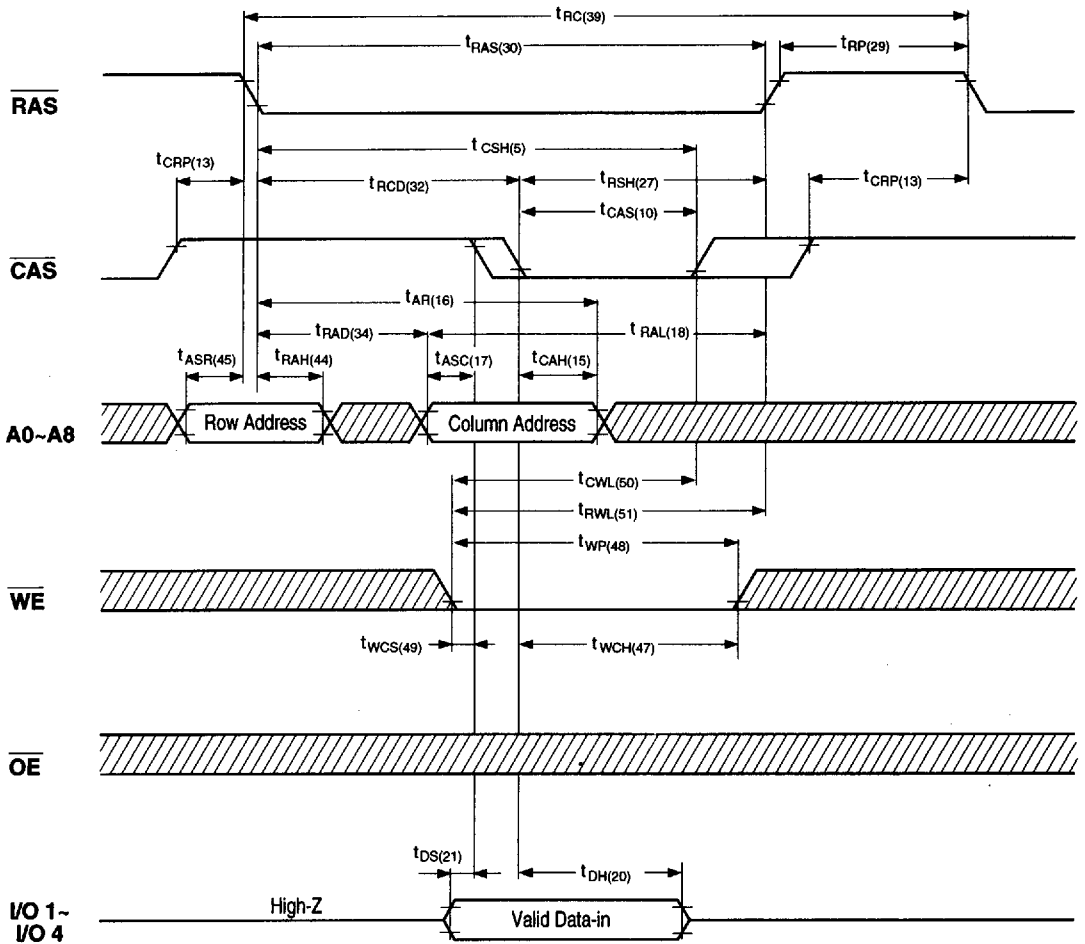 tRC(39)
tRAS(30)
tRP(29)
RAS
tCSH(5)
tCRP(13)
tRCD(32)
tRSH(27)
tCRP(13)
tCAS(10)
CAS
tAR(16)
tRAD(34)
tRAL(18)
tASR(45)
tRAH(44)
tASC(17)
tCAH(15)
A0~A8
Row Address
Column Address
tCWL(50)
tRWL(51)
tWP(48)
WE
tWCS(49)
tWCH(47)
OE
tDS(21)
tDH(20)
I/O 1~
I/O 4
High-Z
Valid Data-in